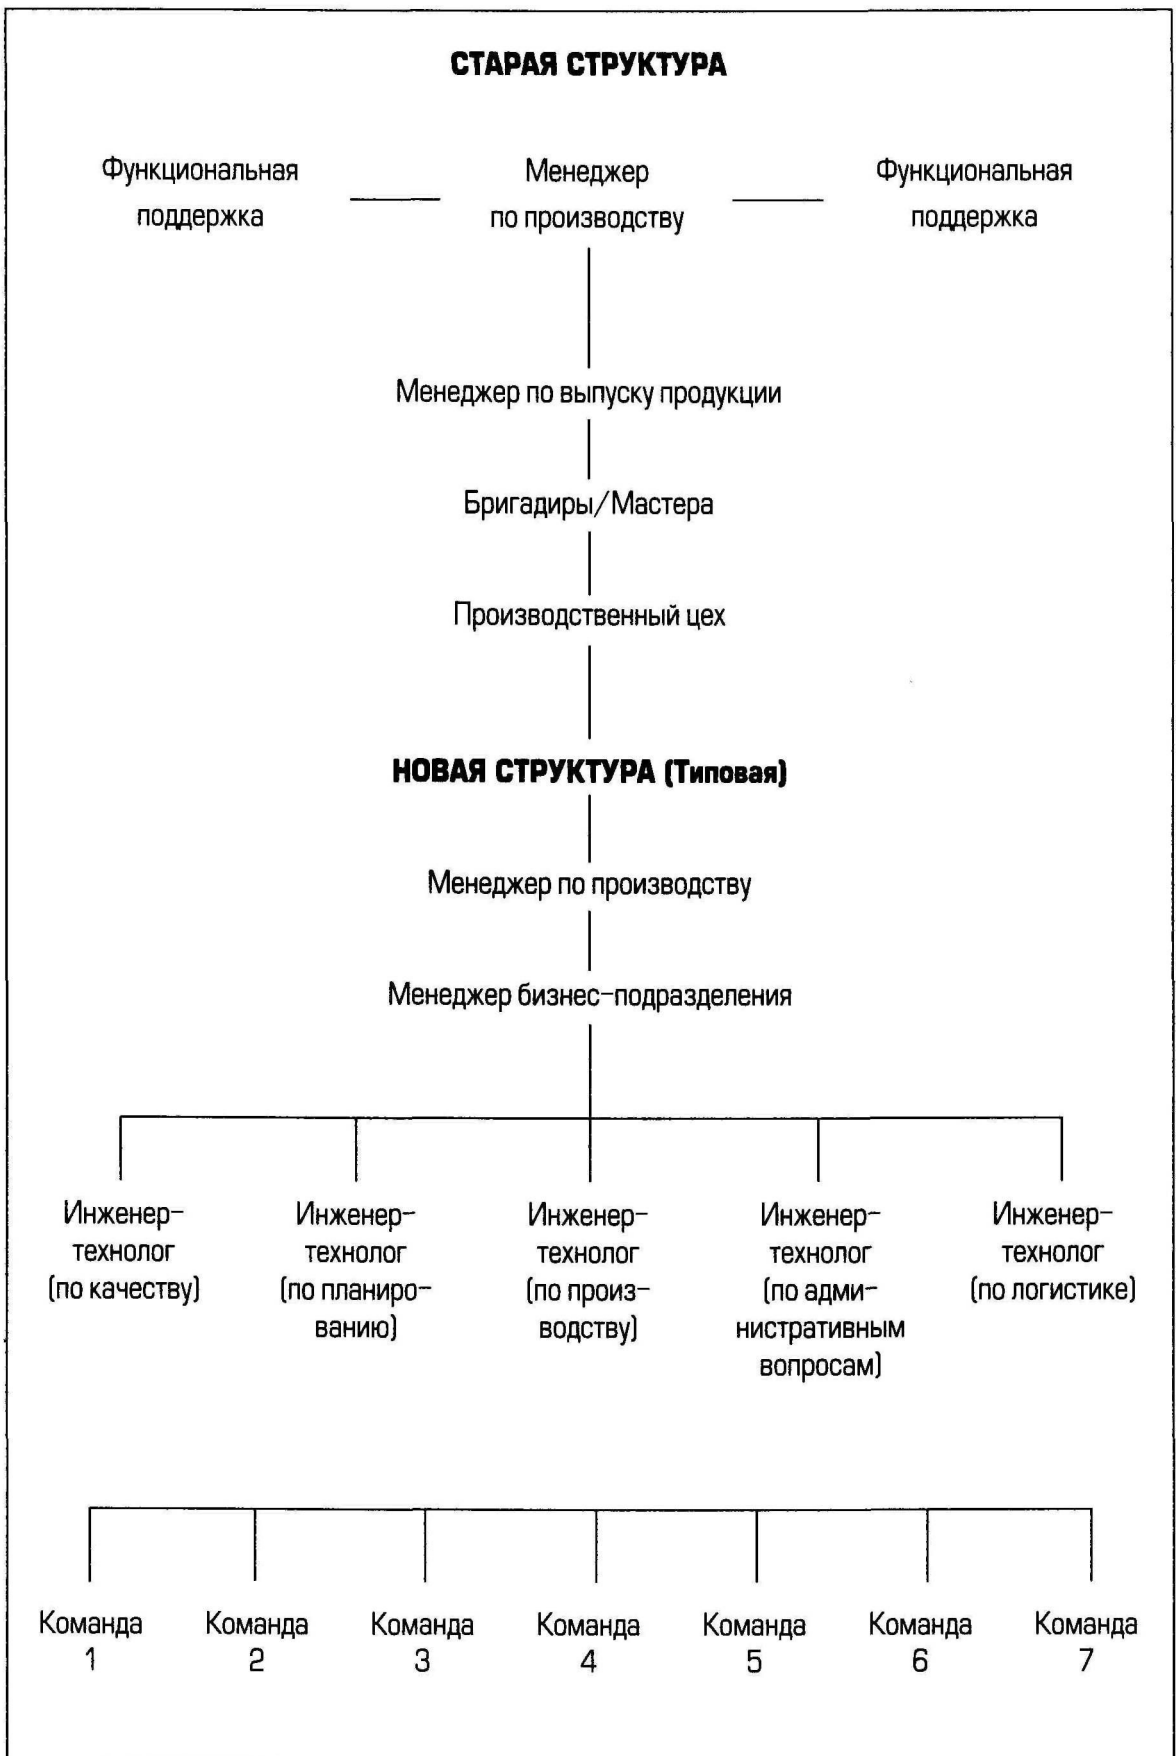 СТАРАЯ СТРУКТУРА
Функциональная
поддержка
Менеджер
по производству
Функциональная
поддержка
Менеджер по выпуску продукции
Бригадиры/Мастера
Производственный цех
НОВАЯ СТРУКТУРА (Типовая)
Менеджер по производству
Менеджер бизнес-подразделения
Инженер-
технолог
(по качеству)
Инженер-
технолог
(по планиро-
ванию)
Инженер-
технолог
(по произ-
водству)
Инженер-
технолог
(по адми-
нистративным
вопросам)
Инженер-
технолог
(по логистике)
Команда
1
Команда
2
Команда
3
Команда
4
Команда
5
Команда
6
Команда
7